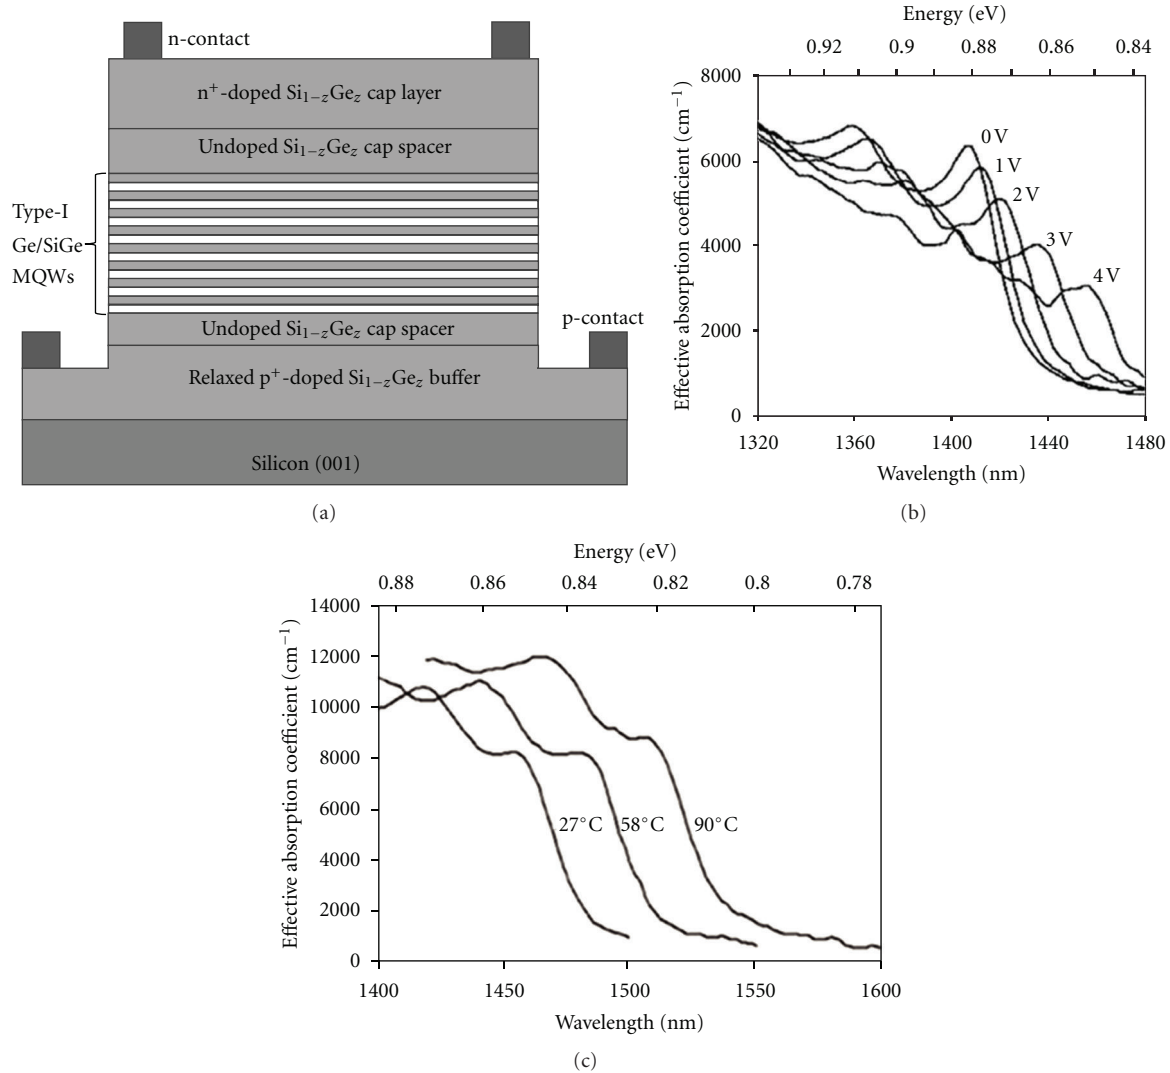 n-contact
n⁺-doped Si₁₋zGez cap layer
Undoped Si₁₋zGez cap spacer
Type-I
Ge/SiGe
MQWs
p-contact
Undoped Si₁₋zGez cap spacer
Relaxed p⁺-doped Si₁₋zGez buffer
Silicon (001)
(a)
Energy (eV)
0.92 0.9 0.88 0.86 0.84
Effective absorption coefficient (cm⁻¹)
8000
6000
4000
2000
0
0 V
1 V
2 V
3 V
4 V
1320 1360 1400 1440 1480
Wavelength (nm)
(b)
Energy (eV)
0.88 0.86 0.84 0.82 0.8 0.78
Effective absorption coefficient (cm⁻¹)
14000
12000
10000
8000
6000
4000
2000
0
27°C 58°C 90°C
1400 1450 1500 1550 1600
Wavelength (nm)
(c)